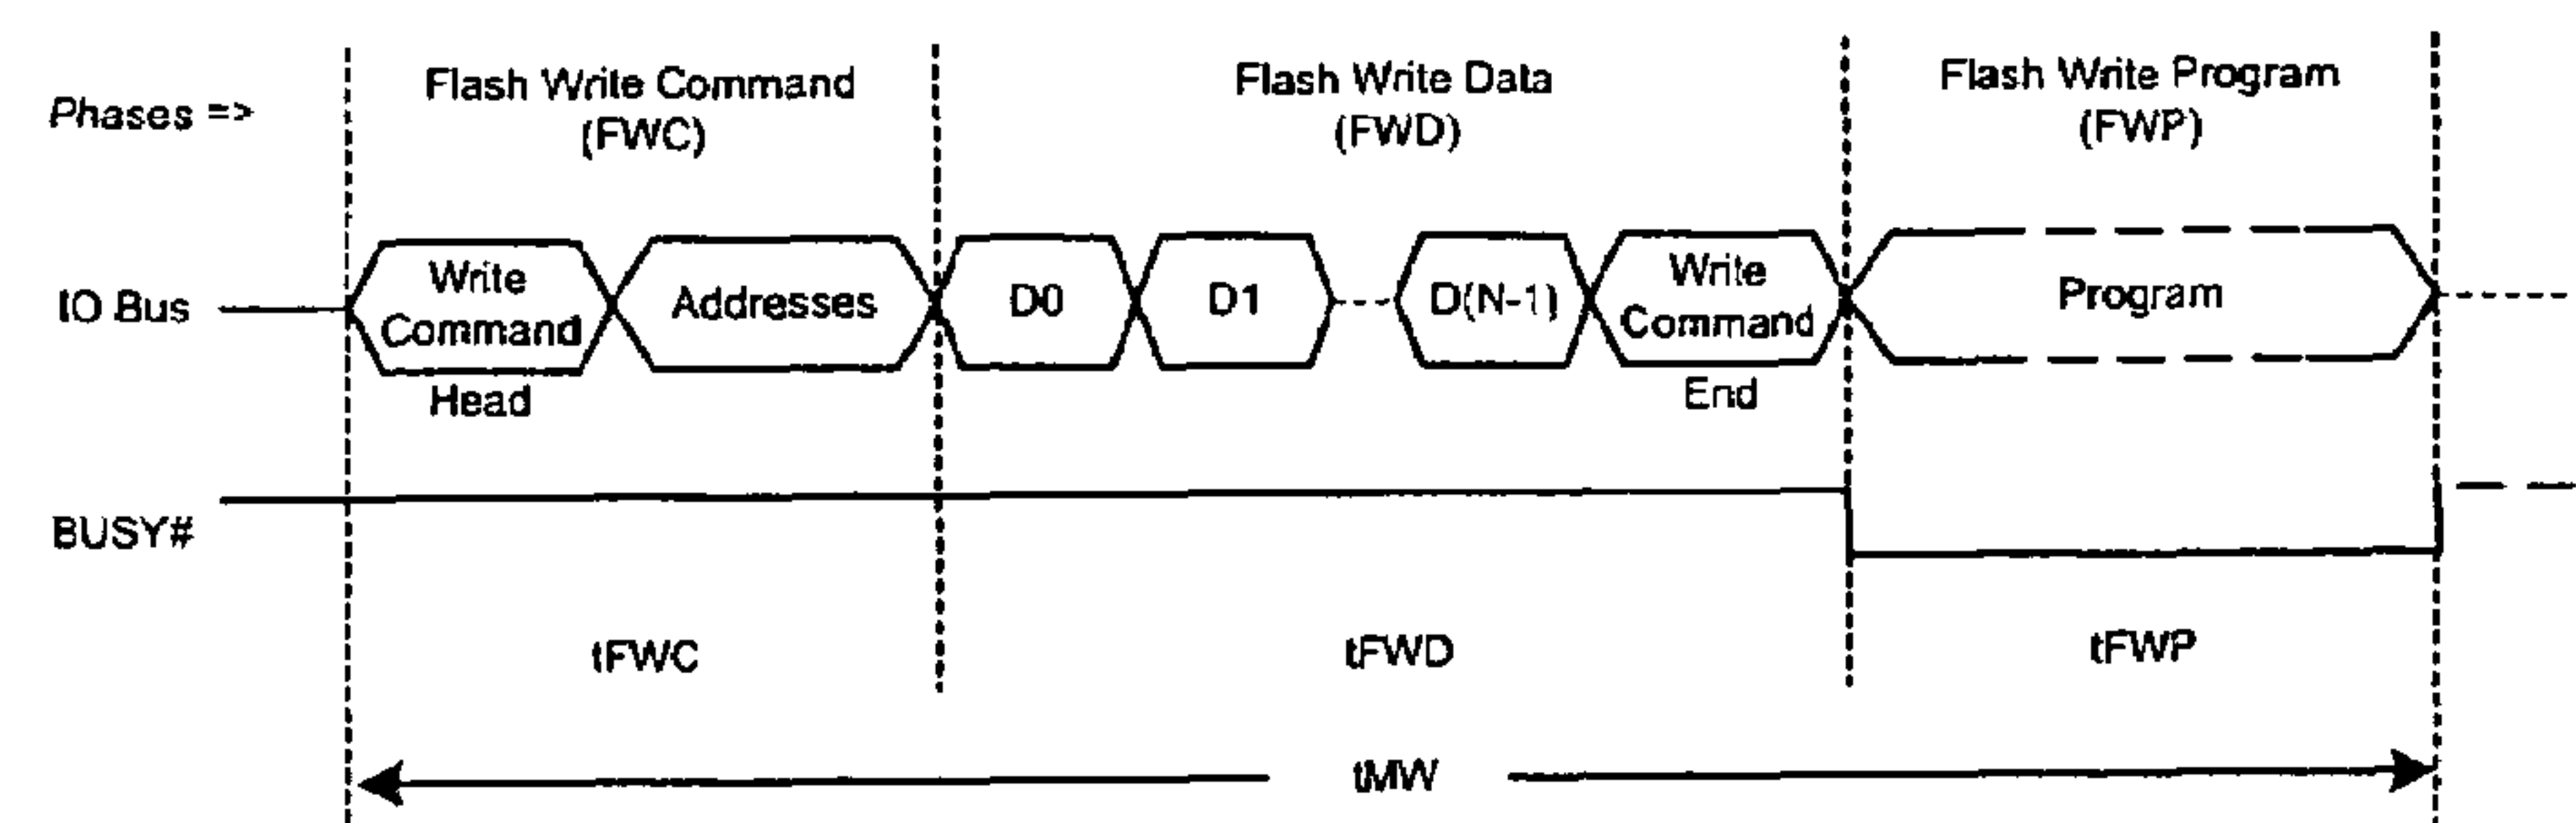 Phases =>
Flash Write Command
(FWC)
Flash Write Data
(FWD)
Flash Write Program
(FWP)
IO Bus
Write
Command
Head
Addresses
D0
D1
D(N-1)
Write
Command
End
Program
BUSY#
tFWC
tFWD
tFWP
tMW